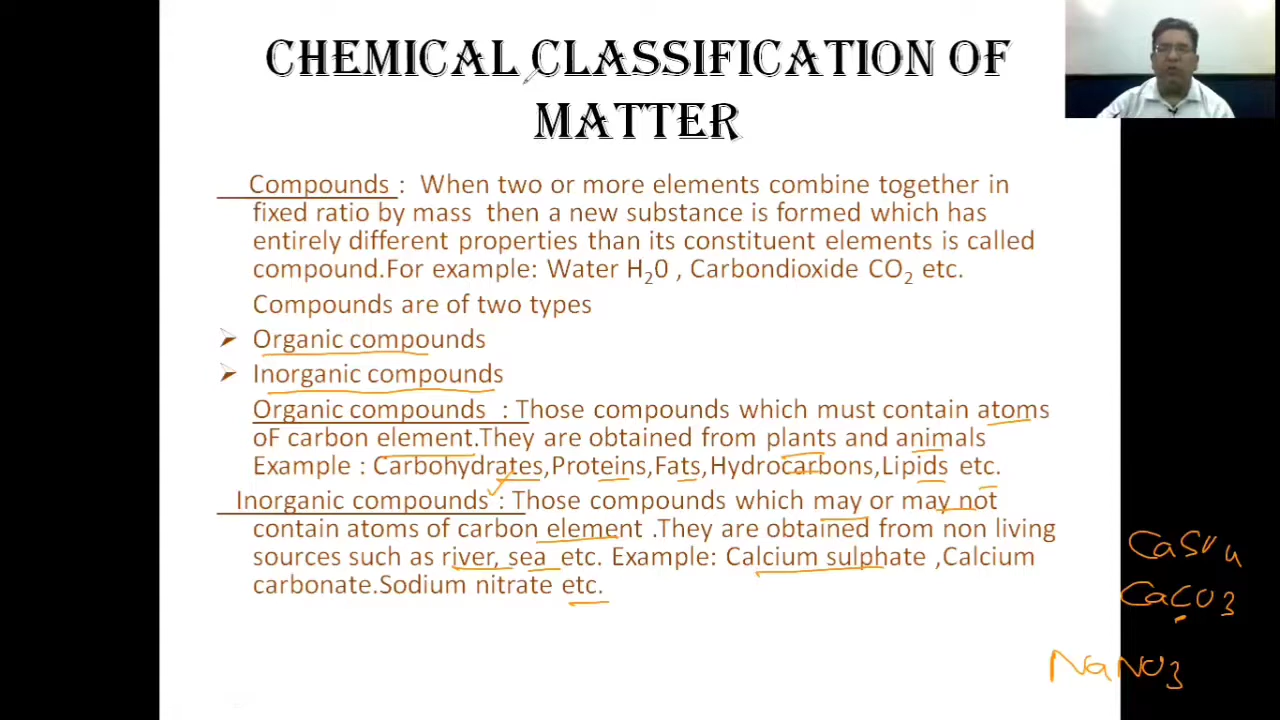 CHEMICAL CLASSIFICATION OF
MATTER
Compounds : When two or more elements combine together in
fixed ratio by mass then a new substance is formed which has
entirely different properties than its constituent elements is called
compound.For example: Water H₂0 , Carbondioxide CO₂ etc.
Compounds are of two types
➢ Organic compounds
➢ Inorganic compounds
Organic compounds : Those compounds which must contain atoms
oF carbon element.They are obtained from plants and animals
Example : Carbohydrates,Proteins,Fats,Hydrocarbons,Lipids etc.
Inorganic compounds : Those compounds which may or may not
contain atoms of carbon element .They are obtained from non living
sources such as river, sea etc. Example: Calcium sulphate ,Calcium
carbonate.Sodium nitrate etc.
CaSO₄
CaCO₃
NaNO₃